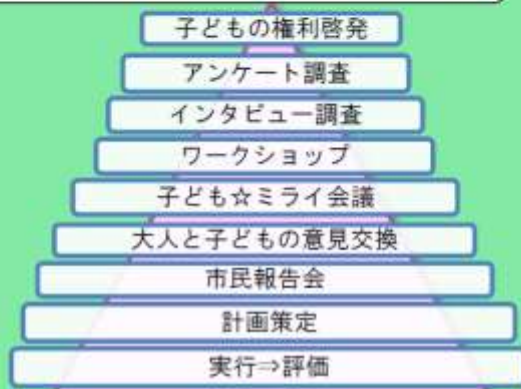 子どもの権利啓発
アンケート調査
インタビュー調査
ワークショップ
子ども☆ミライ会議
大人と子どもの意見交換
市民報告会
計画策定
実行⇒評価